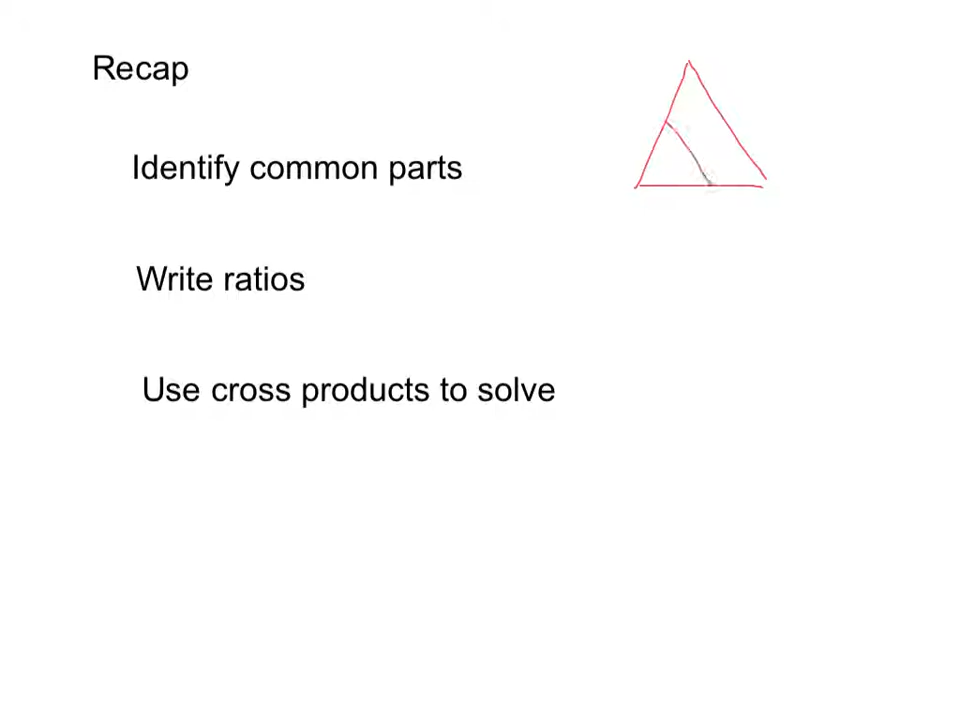 Recap
Identify common parts
Write ratios
Use cross products to solve